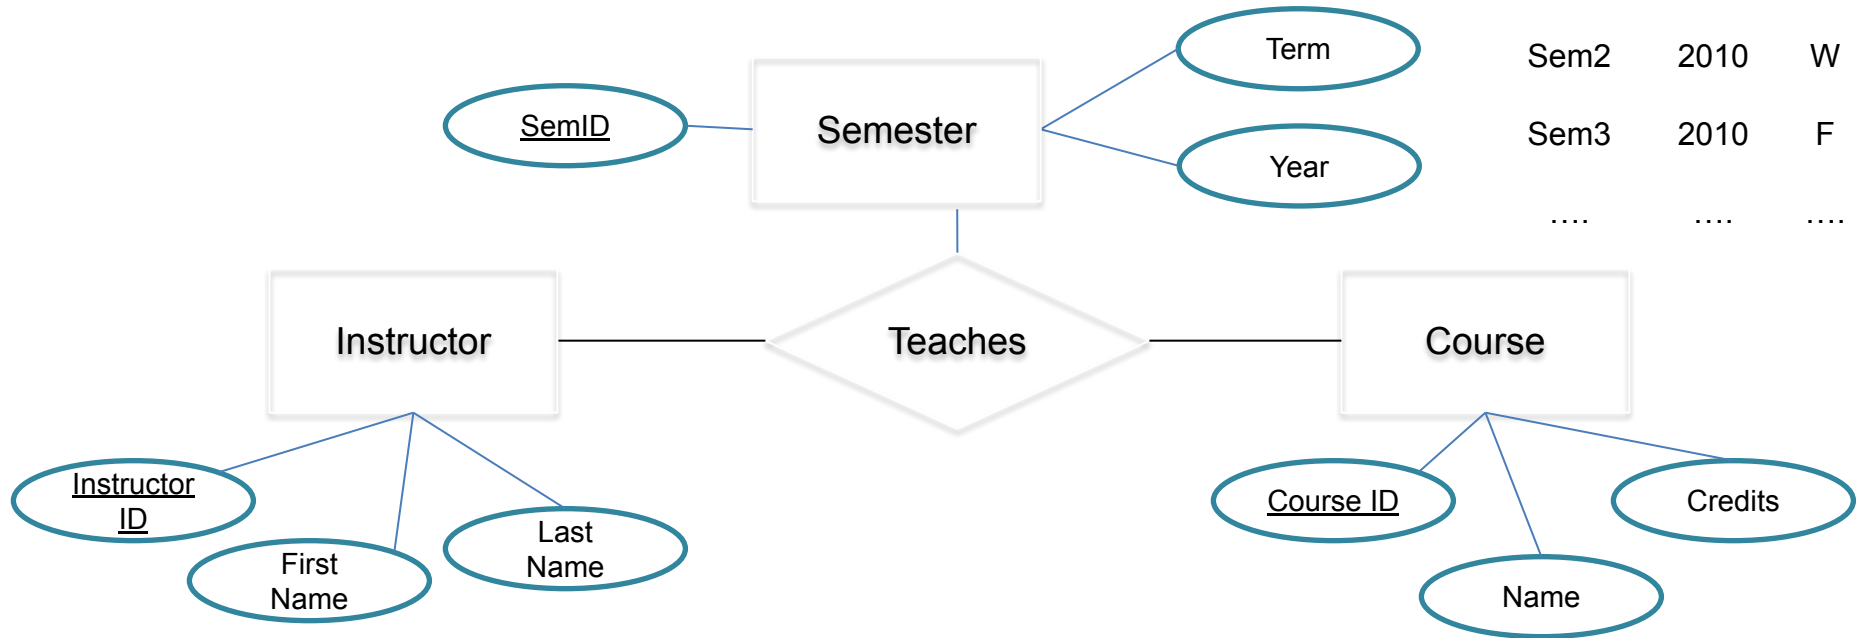 Term
Sem2 2010 W
SemID
Semester
Sem3 2010 F
Year
.... .... ....
Instructor
Teaches
Course
Instructor
ID
First
Name
Last
Name
Course ID
Name
Credits